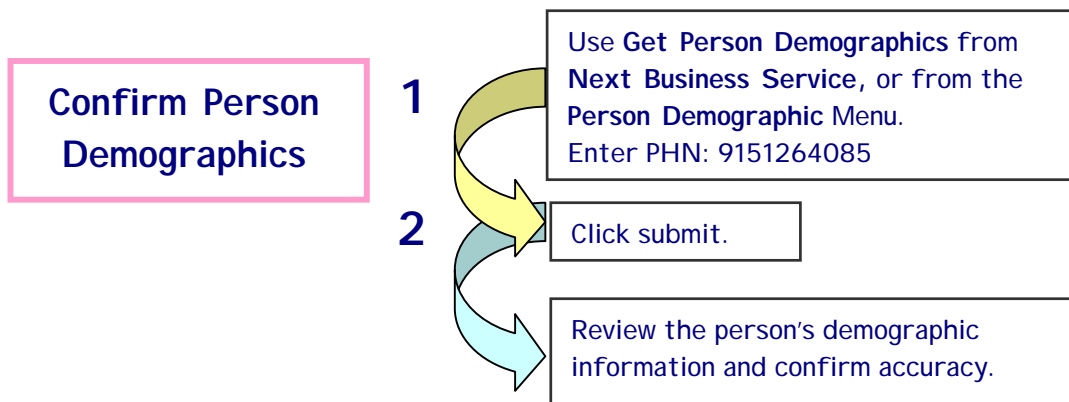 Confirm Person
Demographics
1
Use Get Person Demographics from
Next Business Service, or from the
Person Demographic Menu.
Enter PHN: 9151264085
2
Click submit.
Review the person's demographic
information and confirm accuracy.